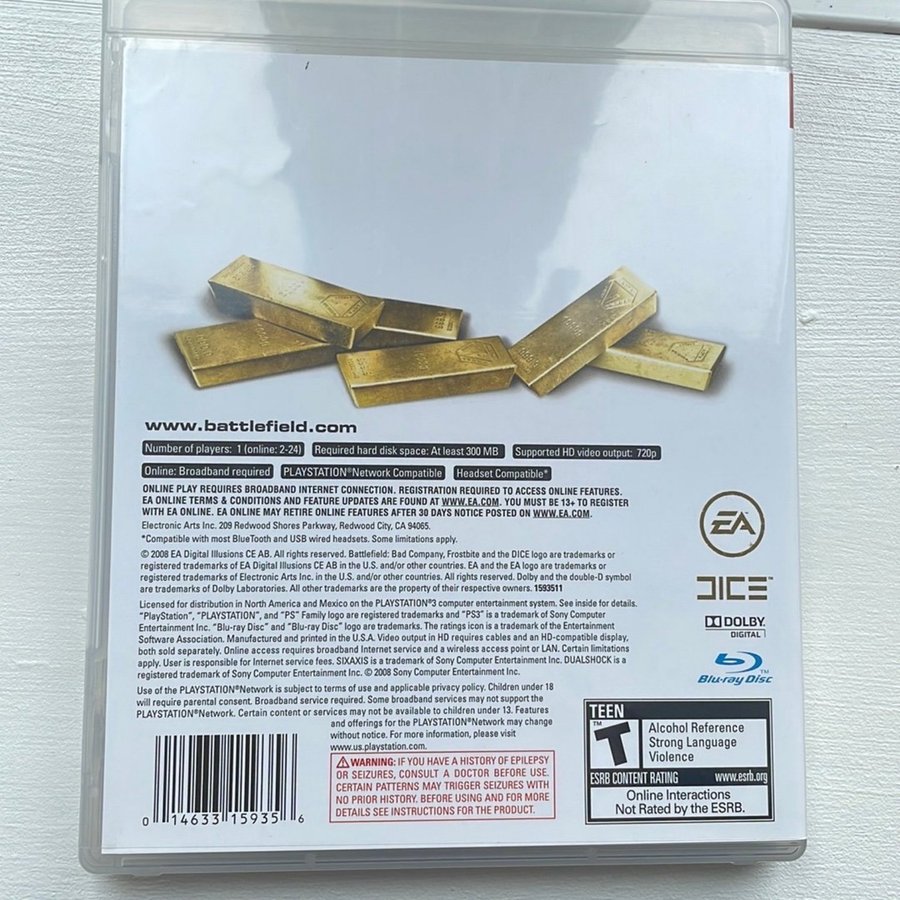 www.battlefield.com
Number of players: 1 (online: 2-24) Required hard disk space: At least 300 MB Supported HD video output: 720p
Online: Broadband required PLAYSTATION®Network Compatible Headset Compatible*
ONLINE PLAY REQUIRES BROADBAND INTERNET CONNECTION. REGISTRATION REQUIRED TO ACCESS ONLINE FEATURES.
EA ONLINE TERMS & CONDITIONS AND FEATURE UPDATES ARE FOUND AT WWW.EA.COM. YOU MUST BE 13+ TO REGISTER
WITH EA ONLINE. EA ONLINE MAY RETIRE ONLINE FEATURES AFTER 30 DAYS NOTICE POSTED ON WWW.EA.COM.
Electronic Arts Inc. 209 Redwood Shores Parkway, Redwood City, CA 94065.
*Compatible with most BlueTooth and USB wired headsets. Some limitations apply.
© 2008 EA Digital Illusions CE AB. All rights reserved. Battlefield: Bad Company, Frostbite and the DICE logo are trademarks or
registered trademarks of EA Digital Illusions CE AB in the U.S. and/or other countries. EA and the EA logo are trademarks or
registered trademarks of Electronic Arts Inc. in the U.S. and/or other countries. All rights reserved. Dolby and the double-D symbol
are trademarks of Dolby Laboratories. All other trademarks are the property of their respective owners. 1593511
Licensed for distribution in North America and Mexico on the PLAYSTATION®3 computer entertainment system. See inside for details.
"PlayStation", "PLAYSTATION", and "PS" Family logo are registered trademarks and "PS3" is a trademark of Sony Computer
Entertainment Inc. "Blu-ray Disc" and "Blu-ray Disc" logo are trademarks. The ratings icon is a trademark of the Entertainment
Software Association. Manufactured and printed in the U.S.A. Video output in HD requires cables and an HD-compatible display,
both sold separately. Online access requires broadband Internet service and a wireless access point or LAN. Certain limitations
apply. User is responsible for Internet service fees. SIXAXIS is a trademark of Sony Computer Entertainment Inc. DUALSHOCK is a
registered trademark of Sony Computer Entertainment Inc. © 2008 Sony Computer Entertainment Inc.
Use of the PLAYSTATION®Network is subject to terms of use and applicable privacy policy. Children under 18
will require parental consent. Broadband service required. Some broadband services may not support the
PLAYSTATION®Network. Certain content or services may not be available to children under 13. Features
and offerings for the PLAYSTATION®Network may change
without notice. For more information, please visit
www.us.playstation.com.
⚠WARNING: IF YOU HAVE A HISTORY OF EPILEPSY
OR SEIZURES, CONSULT A DOCTOR BEFORE USE.
CERTAIN PATTERNS MAY TRIGGER SEIZURES WITH
NO PRIOR HISTORY. BEFORE USING AND FOR MORE
DETAILS SEE INSTRUCTIONS FOR THE PRODUCT.
0 14633 15935 6
EA
DICE™
DOLBY
DIGITAL
Blu-ray Disc™
TEEN
T™
Alcohol Reference
Strong Language
Violence
ESRB CONTENT RATING www.esrb.org
Online Interactions
Not Rated by the ESRB.